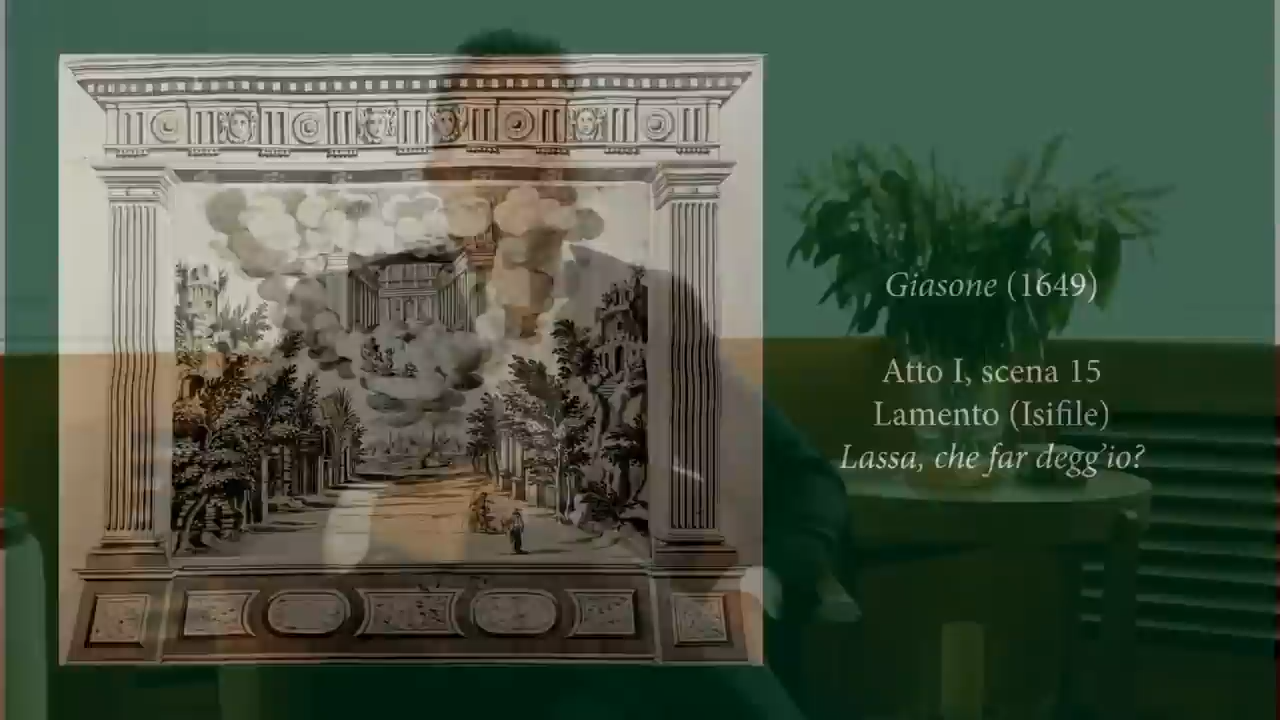 Giasone (1649)
Atto I, scena 15
Lamento (Isifile)
Lassa, che far degg'io?